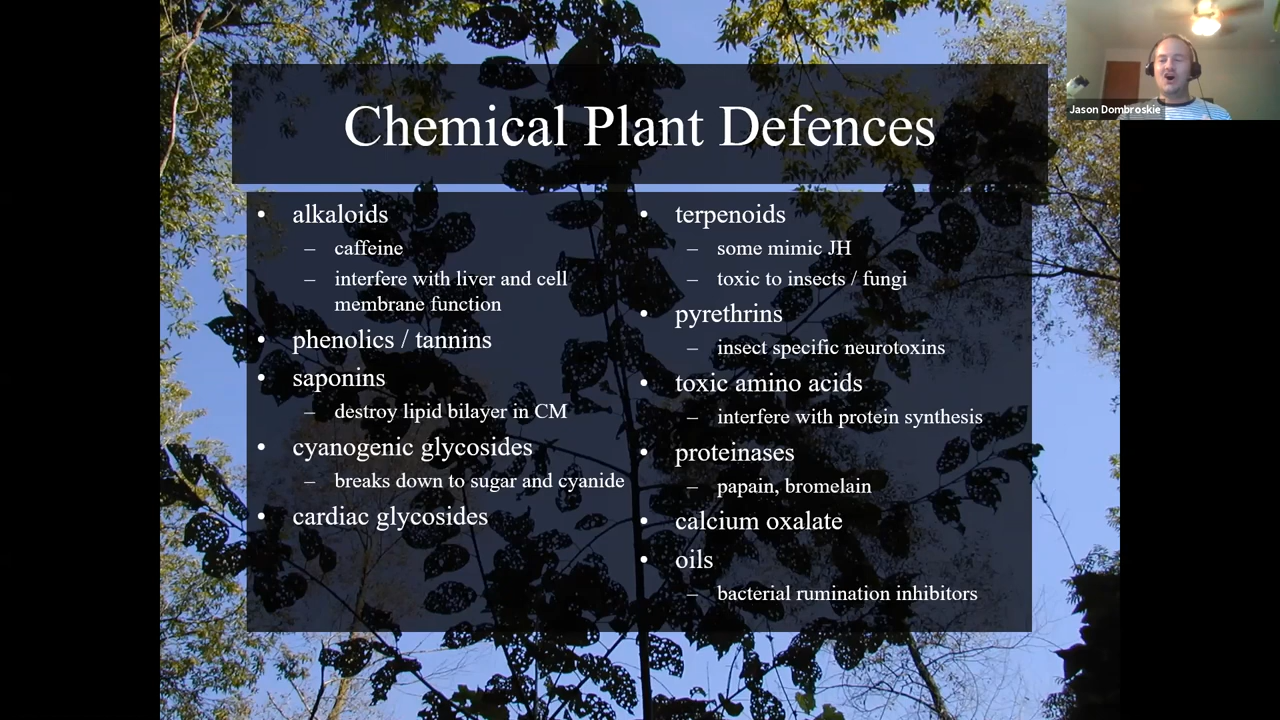 Jason Dombroskie
Chemical Plant Defences
• alkaloids
– caffeine
– interfere with liver and cell
membrane function
• phenolics / tannins
• saponins
– destroy lipid bilayer in CM
• cyanogenic glycosides
– breaks down to sugar and cyanide
• cardiac glycosides
• terpenoids
– some mimic JH
– toxic to insects / fungi
• pyrethrins
– insect specific neurotoxins
• toxic amino acids
– interfere with protein synthesis
• proteinases
– papain, bromelain
• calcium oxalate
• oils
– bacterial rumination inhibitors